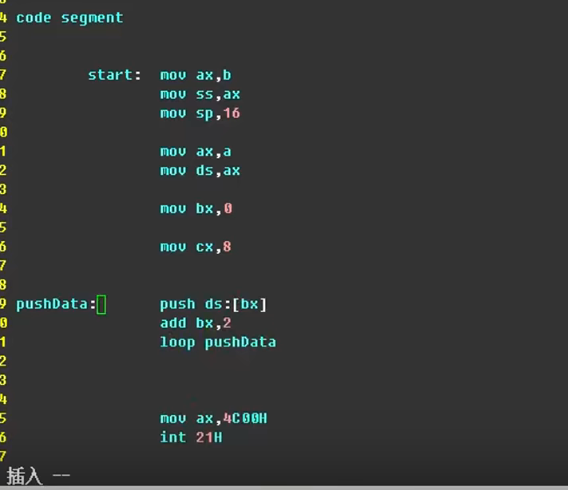 4 code segment
5
6
7 start: mov ax,b
8 mov ss,ax
9 mov sp,16
0
1 mov ax,a
2 mov ds,ax
3
4 mov bx,0
5
6 mov cx,8
7
8
9 pushData: push ds:[bx]
0 add bx,2
1 loop pushData
2
3
4
5 mov ax,4C00H
6 int 21H
7
插入 --